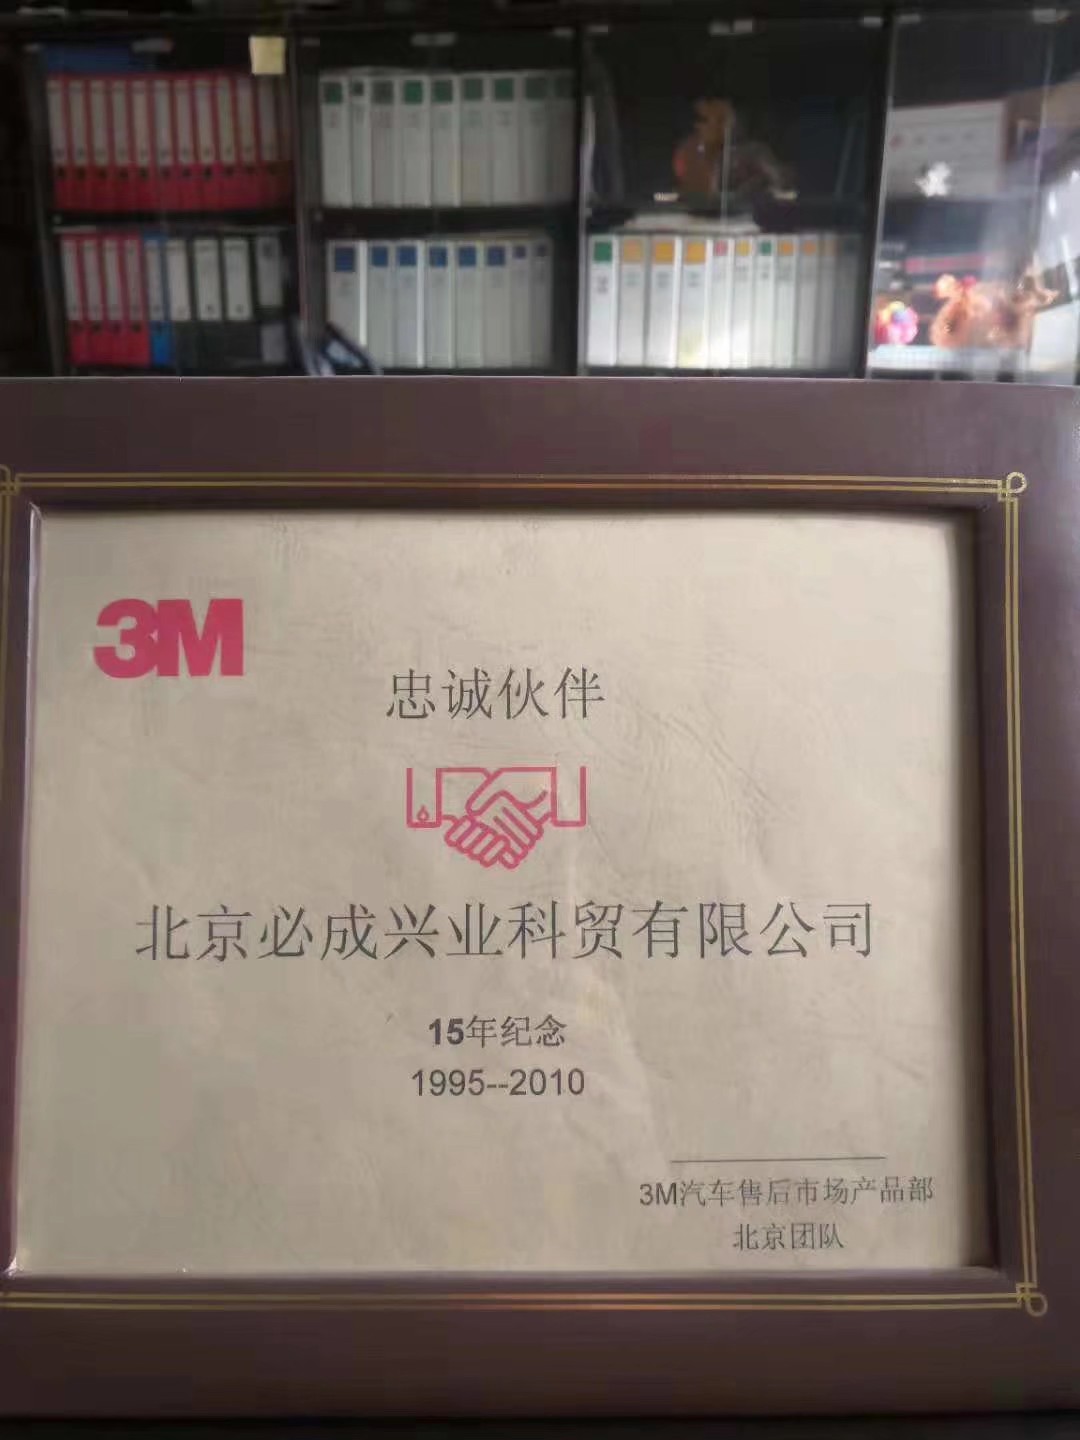 3M
忠诚伙伴
北京必成兴业科贸有限公司
15年纪念
1995--2010
3M汽车售后市场产品部
北京团队